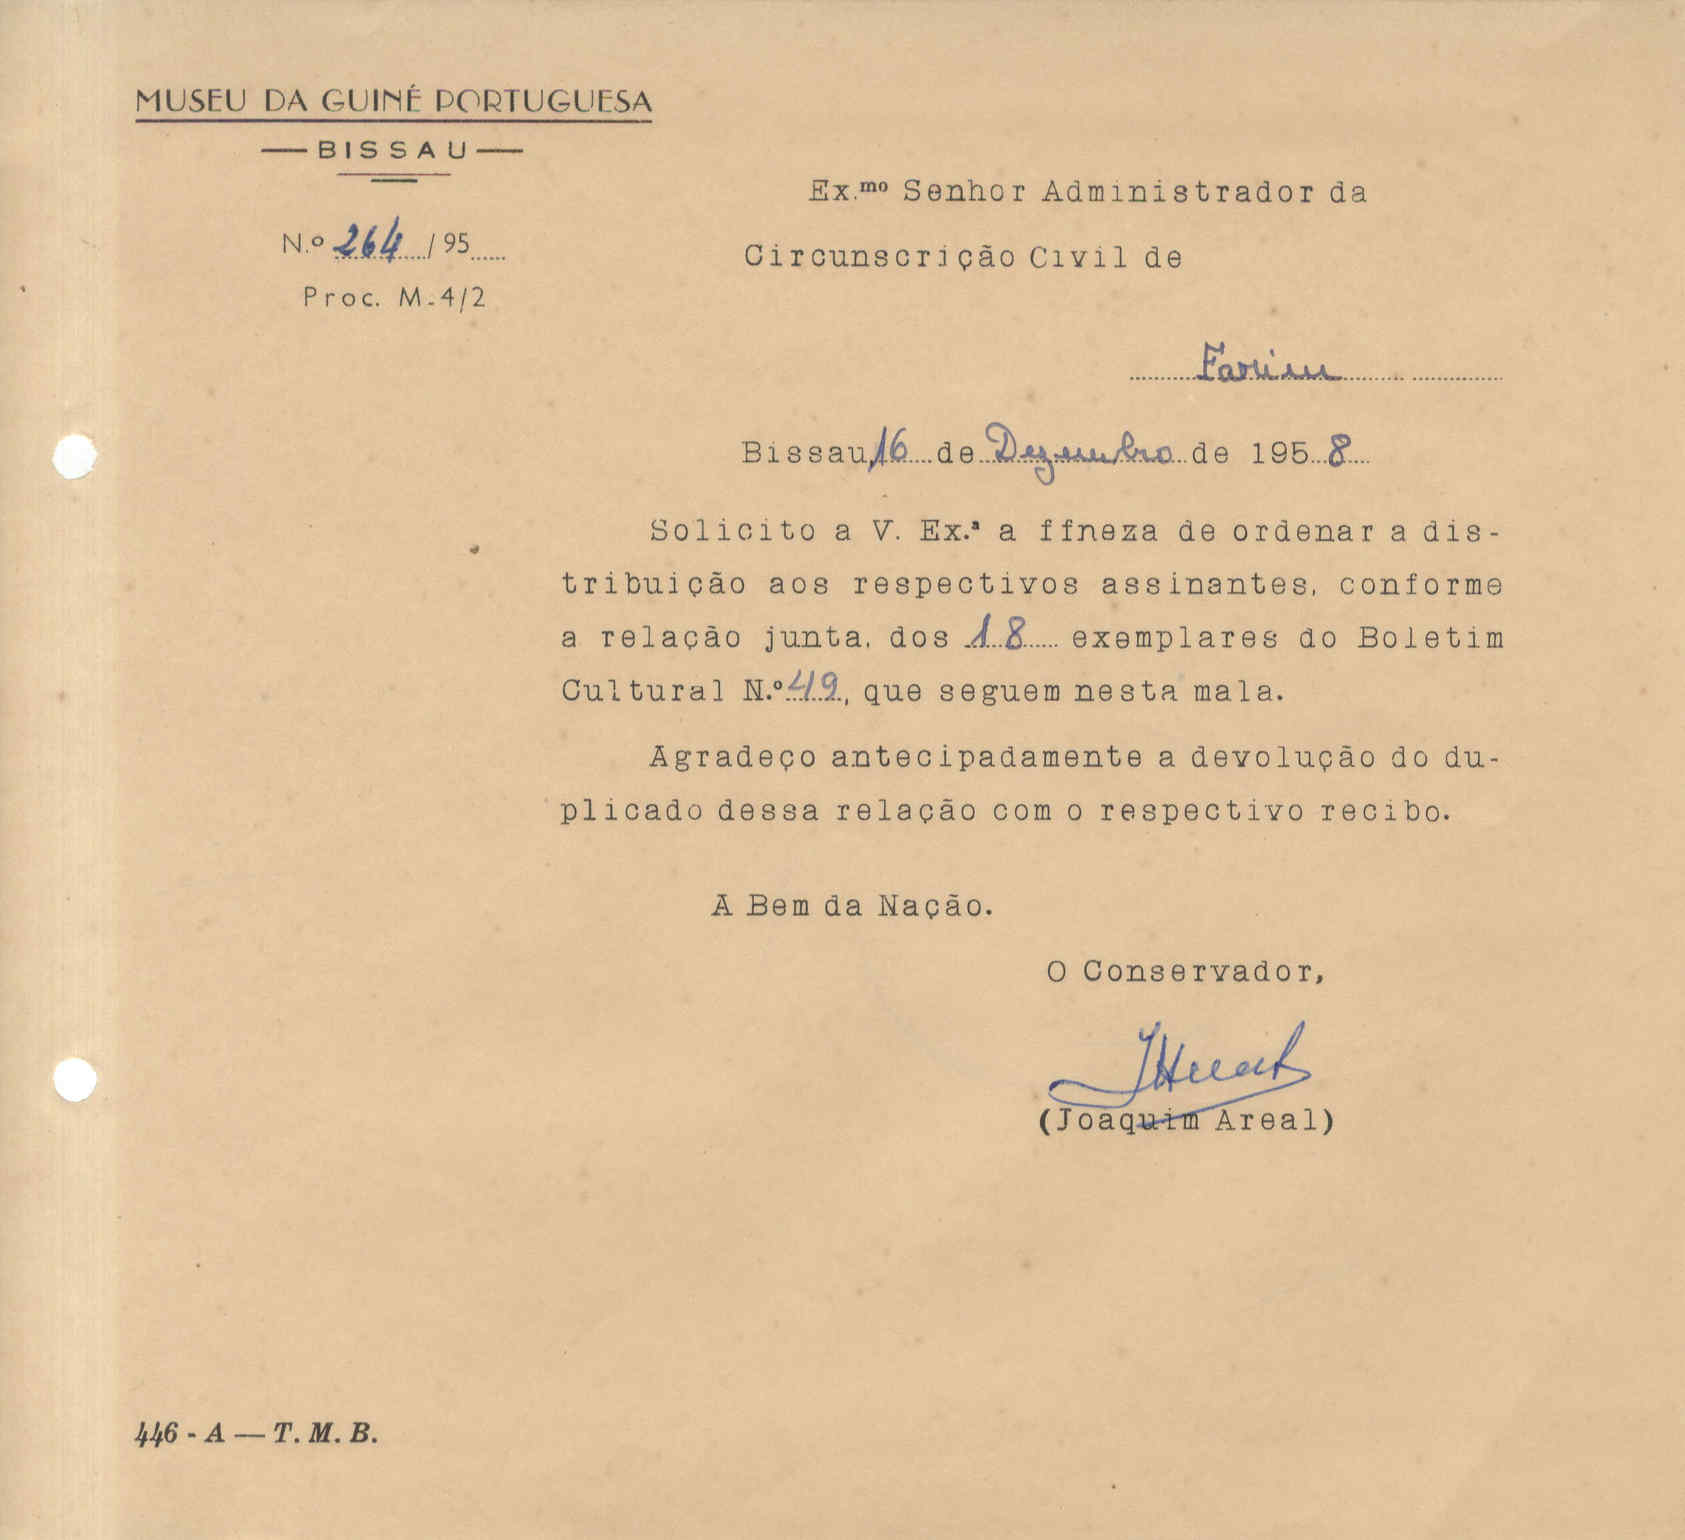 MUSEU DA GUINÉ PORTUGUESA
— BISSAU —
N.º 264 / 95
Proc. M-4/2
Ex.mo Senhor Administrador da
Circunscrição Civil de
Farim
Bissau, 16 de Dezembro de 1958
Solicito a V. Ex.ª a ffneza de ordenar a dis-
tribuição aos respectivos assinantes, conforme
a relação junta, dos 18 exemplares do Boletim
Cultural N.º 49, que seguem nesta mala.
Agradeço antecipadamente a devolução do du-
plicado dessa relação com o respectivo recibo.
A Bem da Nação.
O Conservador,
(Joaquim Areal)
446 - A — T. M. B.